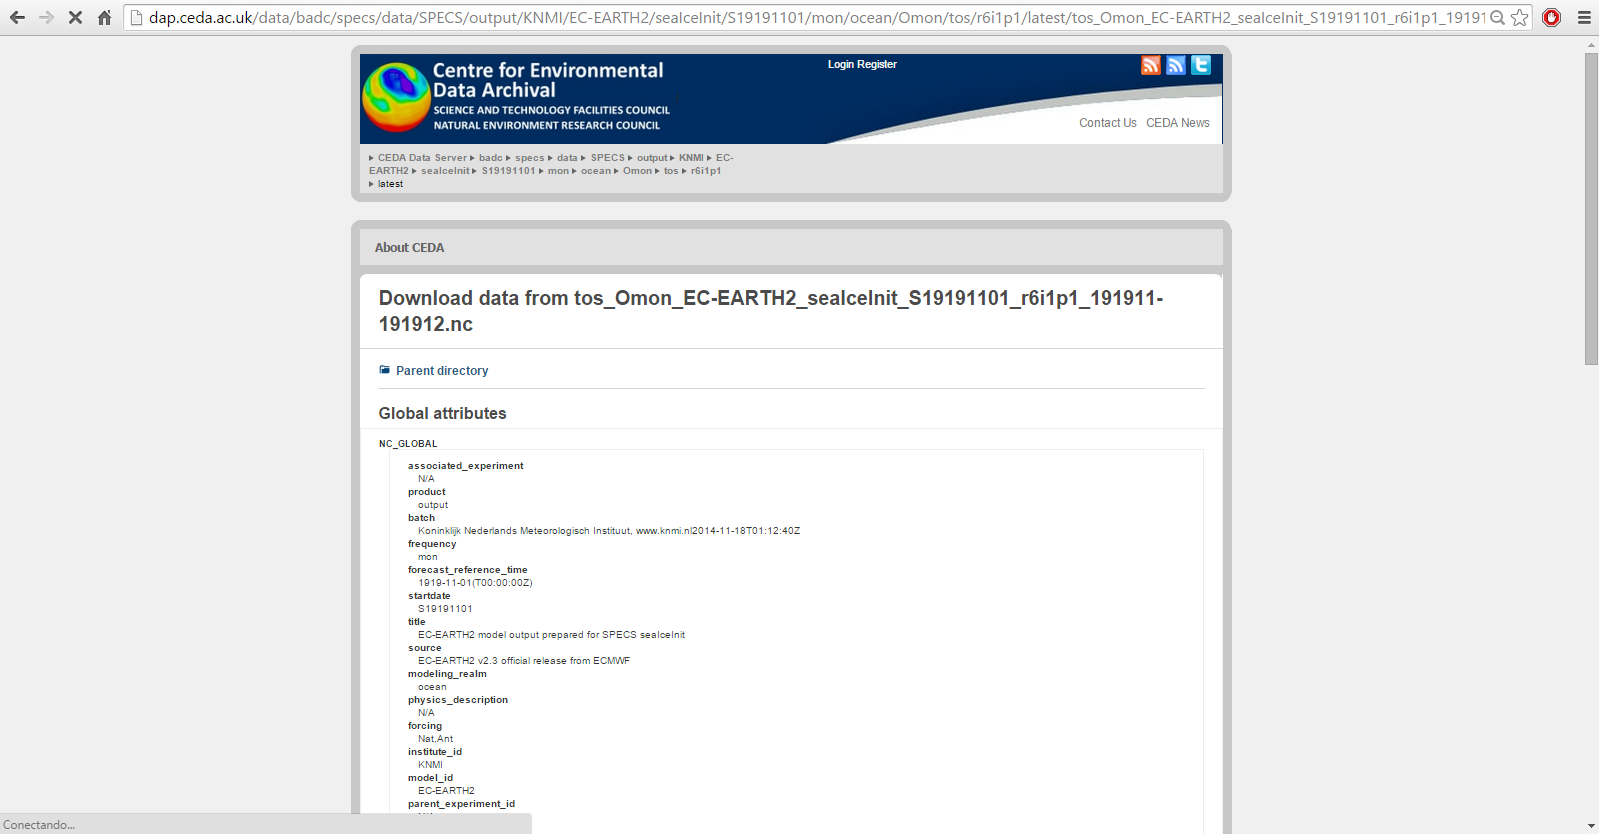 dap.ceda.ac.uk/data/badc/specs/data/SPECS/output/KNMI/EC-EARTH2/seaIceInit/S19191101/mon/ocean/Omon/tos/r6i1p1/latest/tos_Omon_EC-EARTH2_seaIceInit_S19191101_r6i1p1_19191
Centre for Environmental
Data Archival
SCIENCE AND TECHNOLOGY FACILITIES COUNCIL
NATURAL ENVIRONMENT RESEARCH COUNCIL
Login Register
Contact Us CEDA News
CEDA Data Server badc specs data SPECS output KNMI EC-
EARTH2 seaIceInit S19191101 mon ocean Omon tos r6i1p1
latest
About CEDA
Download data from tos_Omon_EC-EARTH2_seaIceInit_S19191101_r6i1p1_191911-
191912.nc
Parent directory
Global attributes
NC_GLOBAL
associated_experiment
N/A
product
output
batch
Koninklijk Nederlands Meteorologisch Instituut, www.knmi.nl2014-11-18T01:12:40Z
frequency
mon
forecast_reference_time
1919-11-01(T00:00:00Z)
startdate
S19191101
title
EC-EARTH2 model output prepared for SPECS seaIceInit
source
EC-EARTH2 v2.3 official release from ECMWF
modeling_realm
ocean
physics_description
N/A
forcing
Nat,Ant
institute_id
KNMI
model_id
EC-EARTH2
parent_experiment_id
Conectando...